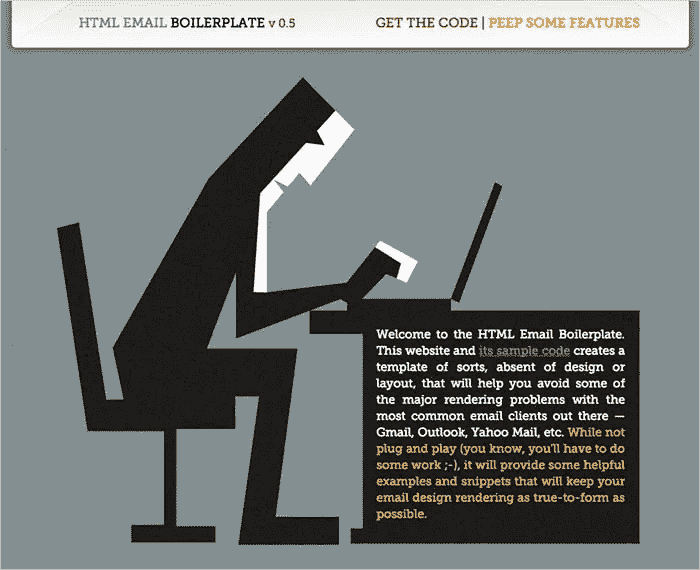 HTML EMAIL BOILERPLATE v 0.5
GET THE CODE | PEEP SOME FEATURES
Welcome to the HTML Email Boilerplate.
This website and its sample code creates a
template of sorts, absent of design or
layout, that will help you avoid some of
the major rendering problems with the
most common email clients out there —
Gmail, Outlook, Yahoo Mail, etc. While not
plug and play (you know, you'll have to do
some work ;-), it will provide some helpful
examples and snippets that will keep your
email design rendering as true-to-form as
possible.